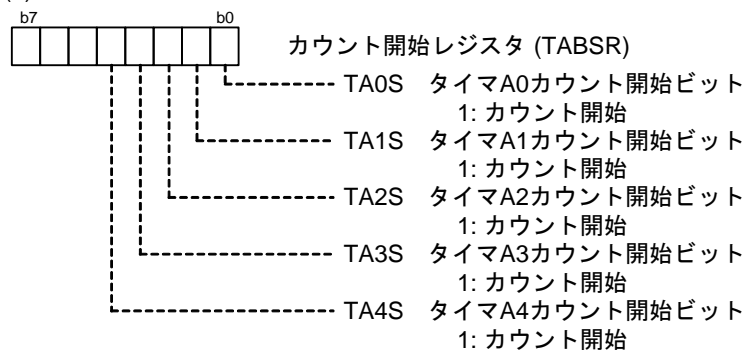 b7 b0
カウント開始レジスタ (TABSR)
TA0S タイマA0カウント開始ビット
1: カウント開始
TA1S タイマA1カウント開始ビット
1: カウント開始
TA2S タイマA2カウント開始ビット
1: カウント開始
TA3S タイマA3カウント開始ビット
1: カウント開始
TA4S タイマA4カウント開始ビット
1: カウント開始